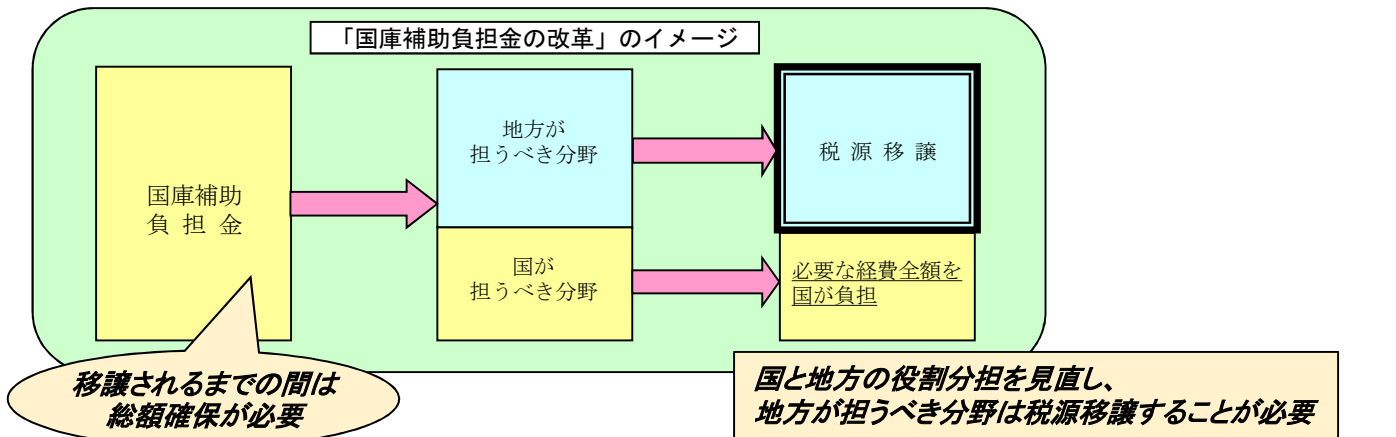 「国庫補助負担金の改革」のイメージ
国庫補助
負 担 金
地方が
担うべき分野
税 源 移 譲
国が
担うべき分野
必要な経費全額を
国が負担
移譲されるまでの間は
総額確保が必要
国と地方の役割分担を見直し、
地方が担うべき分野は税源移譲することが必要